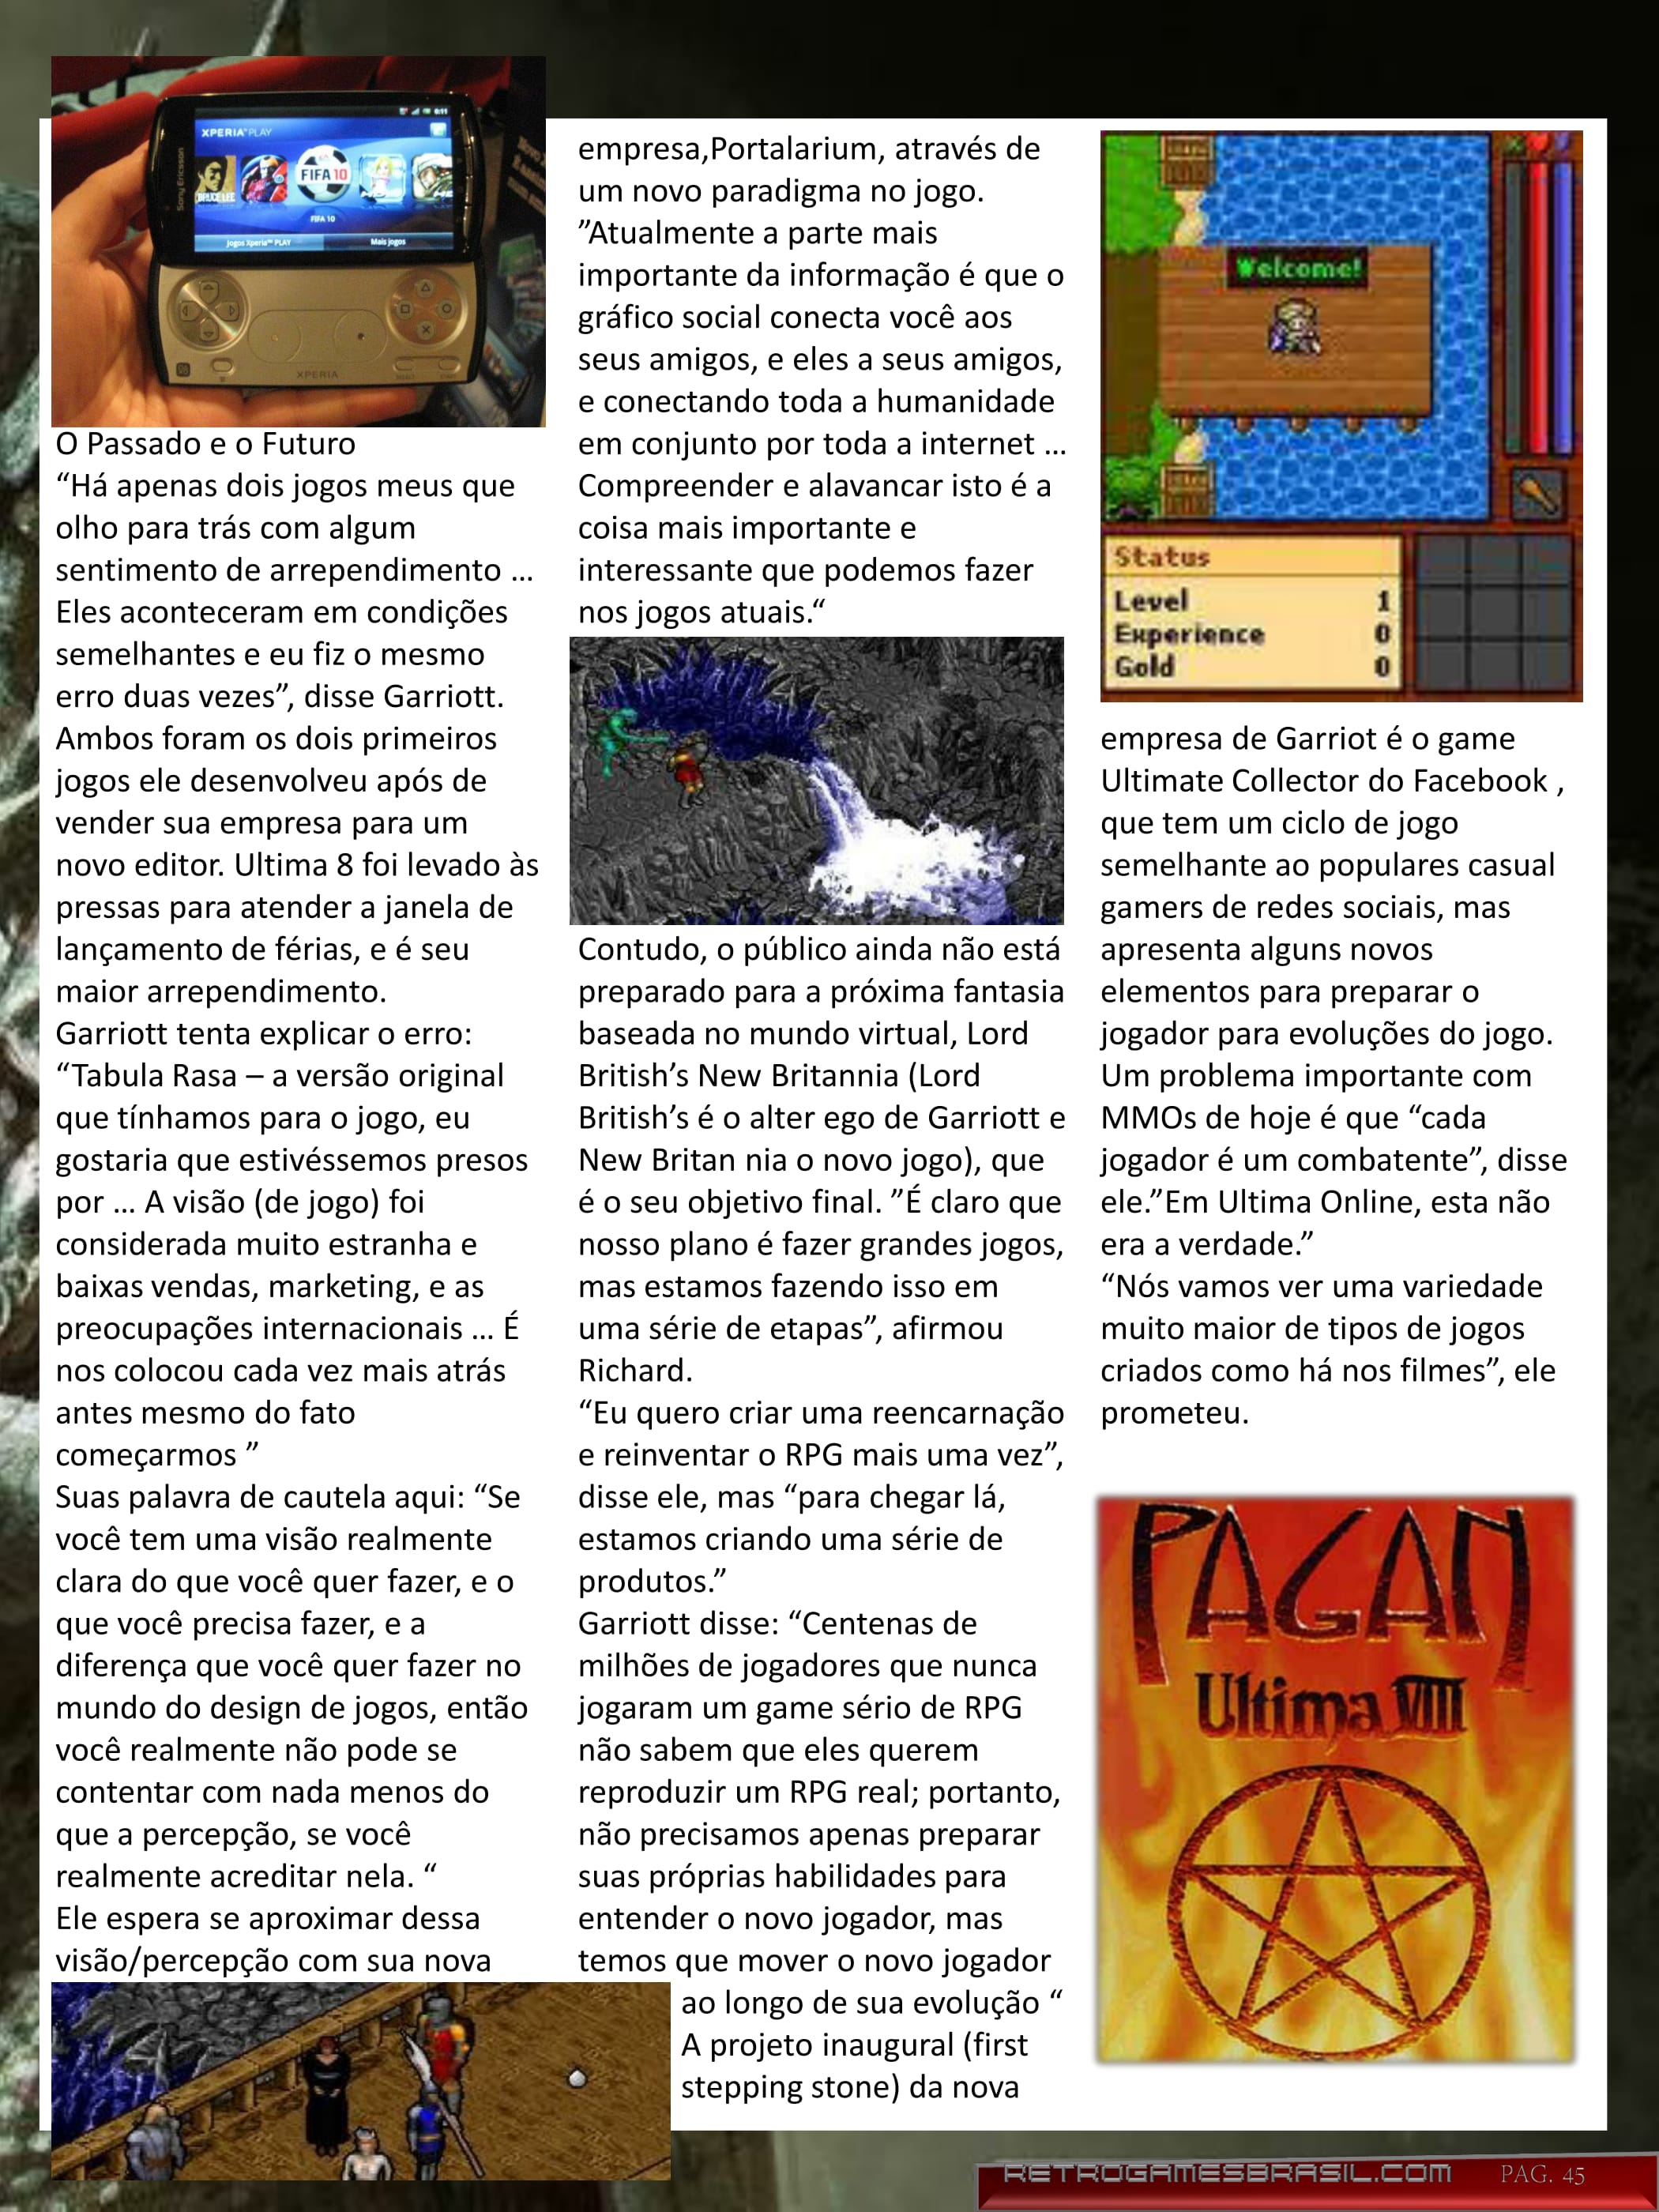 XPERIA PLAY
6:11
Sony Ericsson
BRUCE LEE
FIFA 10
FIFA 10
Jogos Xperia™ PLAY
Mais jogos
XPERIA
O Passado e o Futuro
“Há apenas dois jogos meus que
olho para trás com algum
sentimento de arrependimento …
Eles aconteceram em condições
semelhantes e eu fiz o mesmo
erro duas vezes”, disse Garriott.
Ambos foram os dois primeiros
jogos ele desenvolveu após de
vender sua empresa para um
novo editor. Ultima 8 foi levado às
pressas para atender a janela de
lançamento de férias, e é seu
maior arrependimento.
Garriott tenta explicar o erro:
“Tabula Rasa – a versão original
que tínhamos para o jogo, eu
gostaria que estivéssemos presos
por … A visão (de jogo) foi
considerada muito estranha e
baixas vendas, marketing, e as
preocupações internacionais … É
nos colocou cada vez mais atrás
antes mesmo do fato
começarmos ”
Suas palavra de cautela aqui: “Se
você tem uma visão realmente
clara do que você quer fazer, e o
que você precisa fazer, e a
diferença que você quer fazer no
mundo do design de jogos, então
você realmente não pode se
contentar com nada menos do
que a percepção, se você
realmente acreditar nela. “
Ele espera se aproximar dessa
visão/percepção com sua nova
empresa,Portalarium, através de
um novo paradigma no jogo.
”Atualmente a parte mais
importante da informação é que o
gráfico social conecta você aos
seus amigos, e eles a seus amigos,
e conectando toda a humanidade
em conjunto por toda a internet …
Compreender e alavancar isto é a
coisa mais importante e
interessante que podemos fazer
nos jogos atuais.“
Contudo, o público ainda não está
preparado para a próxima fantasia
baseada no mundo virtual, Lord
British’s New Britannia (Lord
British’s é o alter ego de Garriott e
New Britan nia o novo jogo), que
é o seu objetivo final. ”É claro que
nosso plano é fazer grandes jogos,
mas estamos fazendo isso em
uma série de etapas”, afirmou
Richard.
“Eu quero criar uma reencarnação
e reinventar o RPG mais uma vez”,
disse ele, mas “para chegar lá,
estamos criando uma série de
produtos.”
Garriott disse: “Centenas de
milhões de jogadores que nunca
jogaram um game sério de RPG
não sabem que eles querem
reproduzir um RPG real; portanto,
não precisamos apenas preparar
suas próprias habilidades para
entender o novo jogador, mas
temos que mover o novo jogador
ao longo de sua evolução “
A projeto inaugural (first
stepping stone) da nova
Welcome!
Status
Level 1
Experience 0
Gold 0
empresa de Garriot é o game
Ultimate Collector do Facebook ,
que tem um ciclo de jogo
semelhante ao populares casual
gamers de redes sociais, mas
apresenta alguns novos
elementos para preparar o
jogador para evoluções do jogo.
Um problema importante com
MMOs de hoje é que “cada
jogador é um combatente”, disse
ele.”Em Ultima Online, esta não
era a verdade.”
“Nós vamos ver uma variedade
muito maior de tipos de jogos
criados como há nos filmes”, ele
prometeu.
PAGAN
Ultima VIII
RETROGAMESBRASIL.COM
PAG. 45